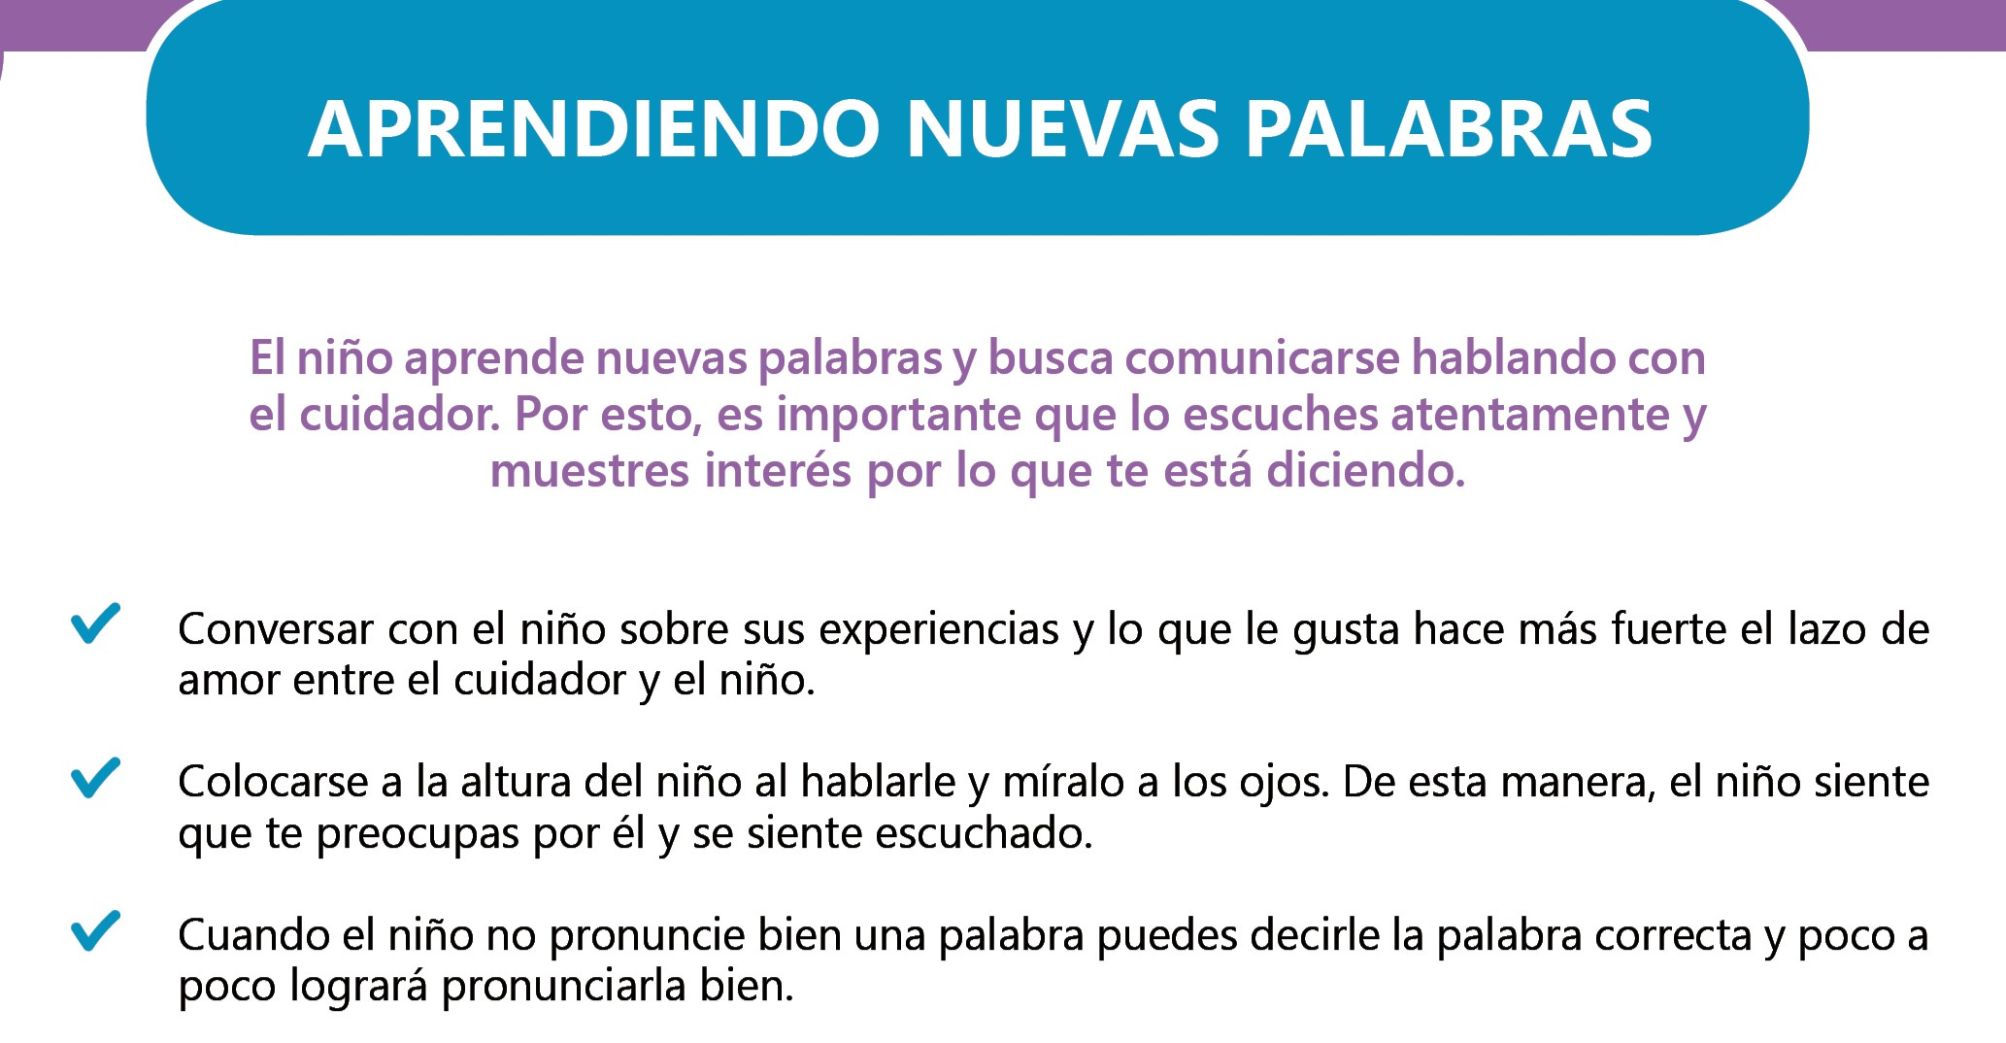 APRENDIENDO NUEVAS PALABRAS
El niño aprende nuevas palabras y busca comunicarse hablando con
el cuidador. Por esto, es importante que lo escuches atentamente y
muestres interés por lo que te está diciendo.
Conversar con el niño sobre sus experiencias y lo que le gusta hace más fuerte el lazo de
amor entre el cuidador y el niño.
Colocarse a la altura del niño al hablarle y míralo a los ojos. De esta manera, el niño siente
que te preocupas por él y se siente escuchado.
Cuando el niño no pronuncie bien una palabra puedes decirle la palabra correcta y poco a
poco logrará pronunciarla bien.